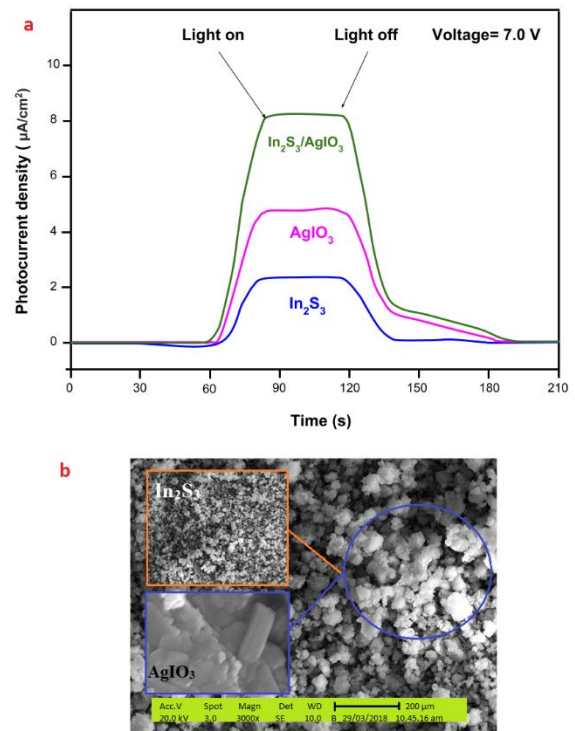 a
Light on
Light off
Voltage= 7.0 V
Photocurrent density ( µA/cm²)
10
8
6
4
2
0
In₂S₃/AgIO₃
AgIO₃
In₂S₃
0 30 60 90 120 150 180 210
Time (s)
b
In₂S₃
AgIO₃
Acc.V Spot Magn Det WD 200 µm
20.0 kV 3.0 3000x SE 10.0 B 29/03/2018 10.45.16 am